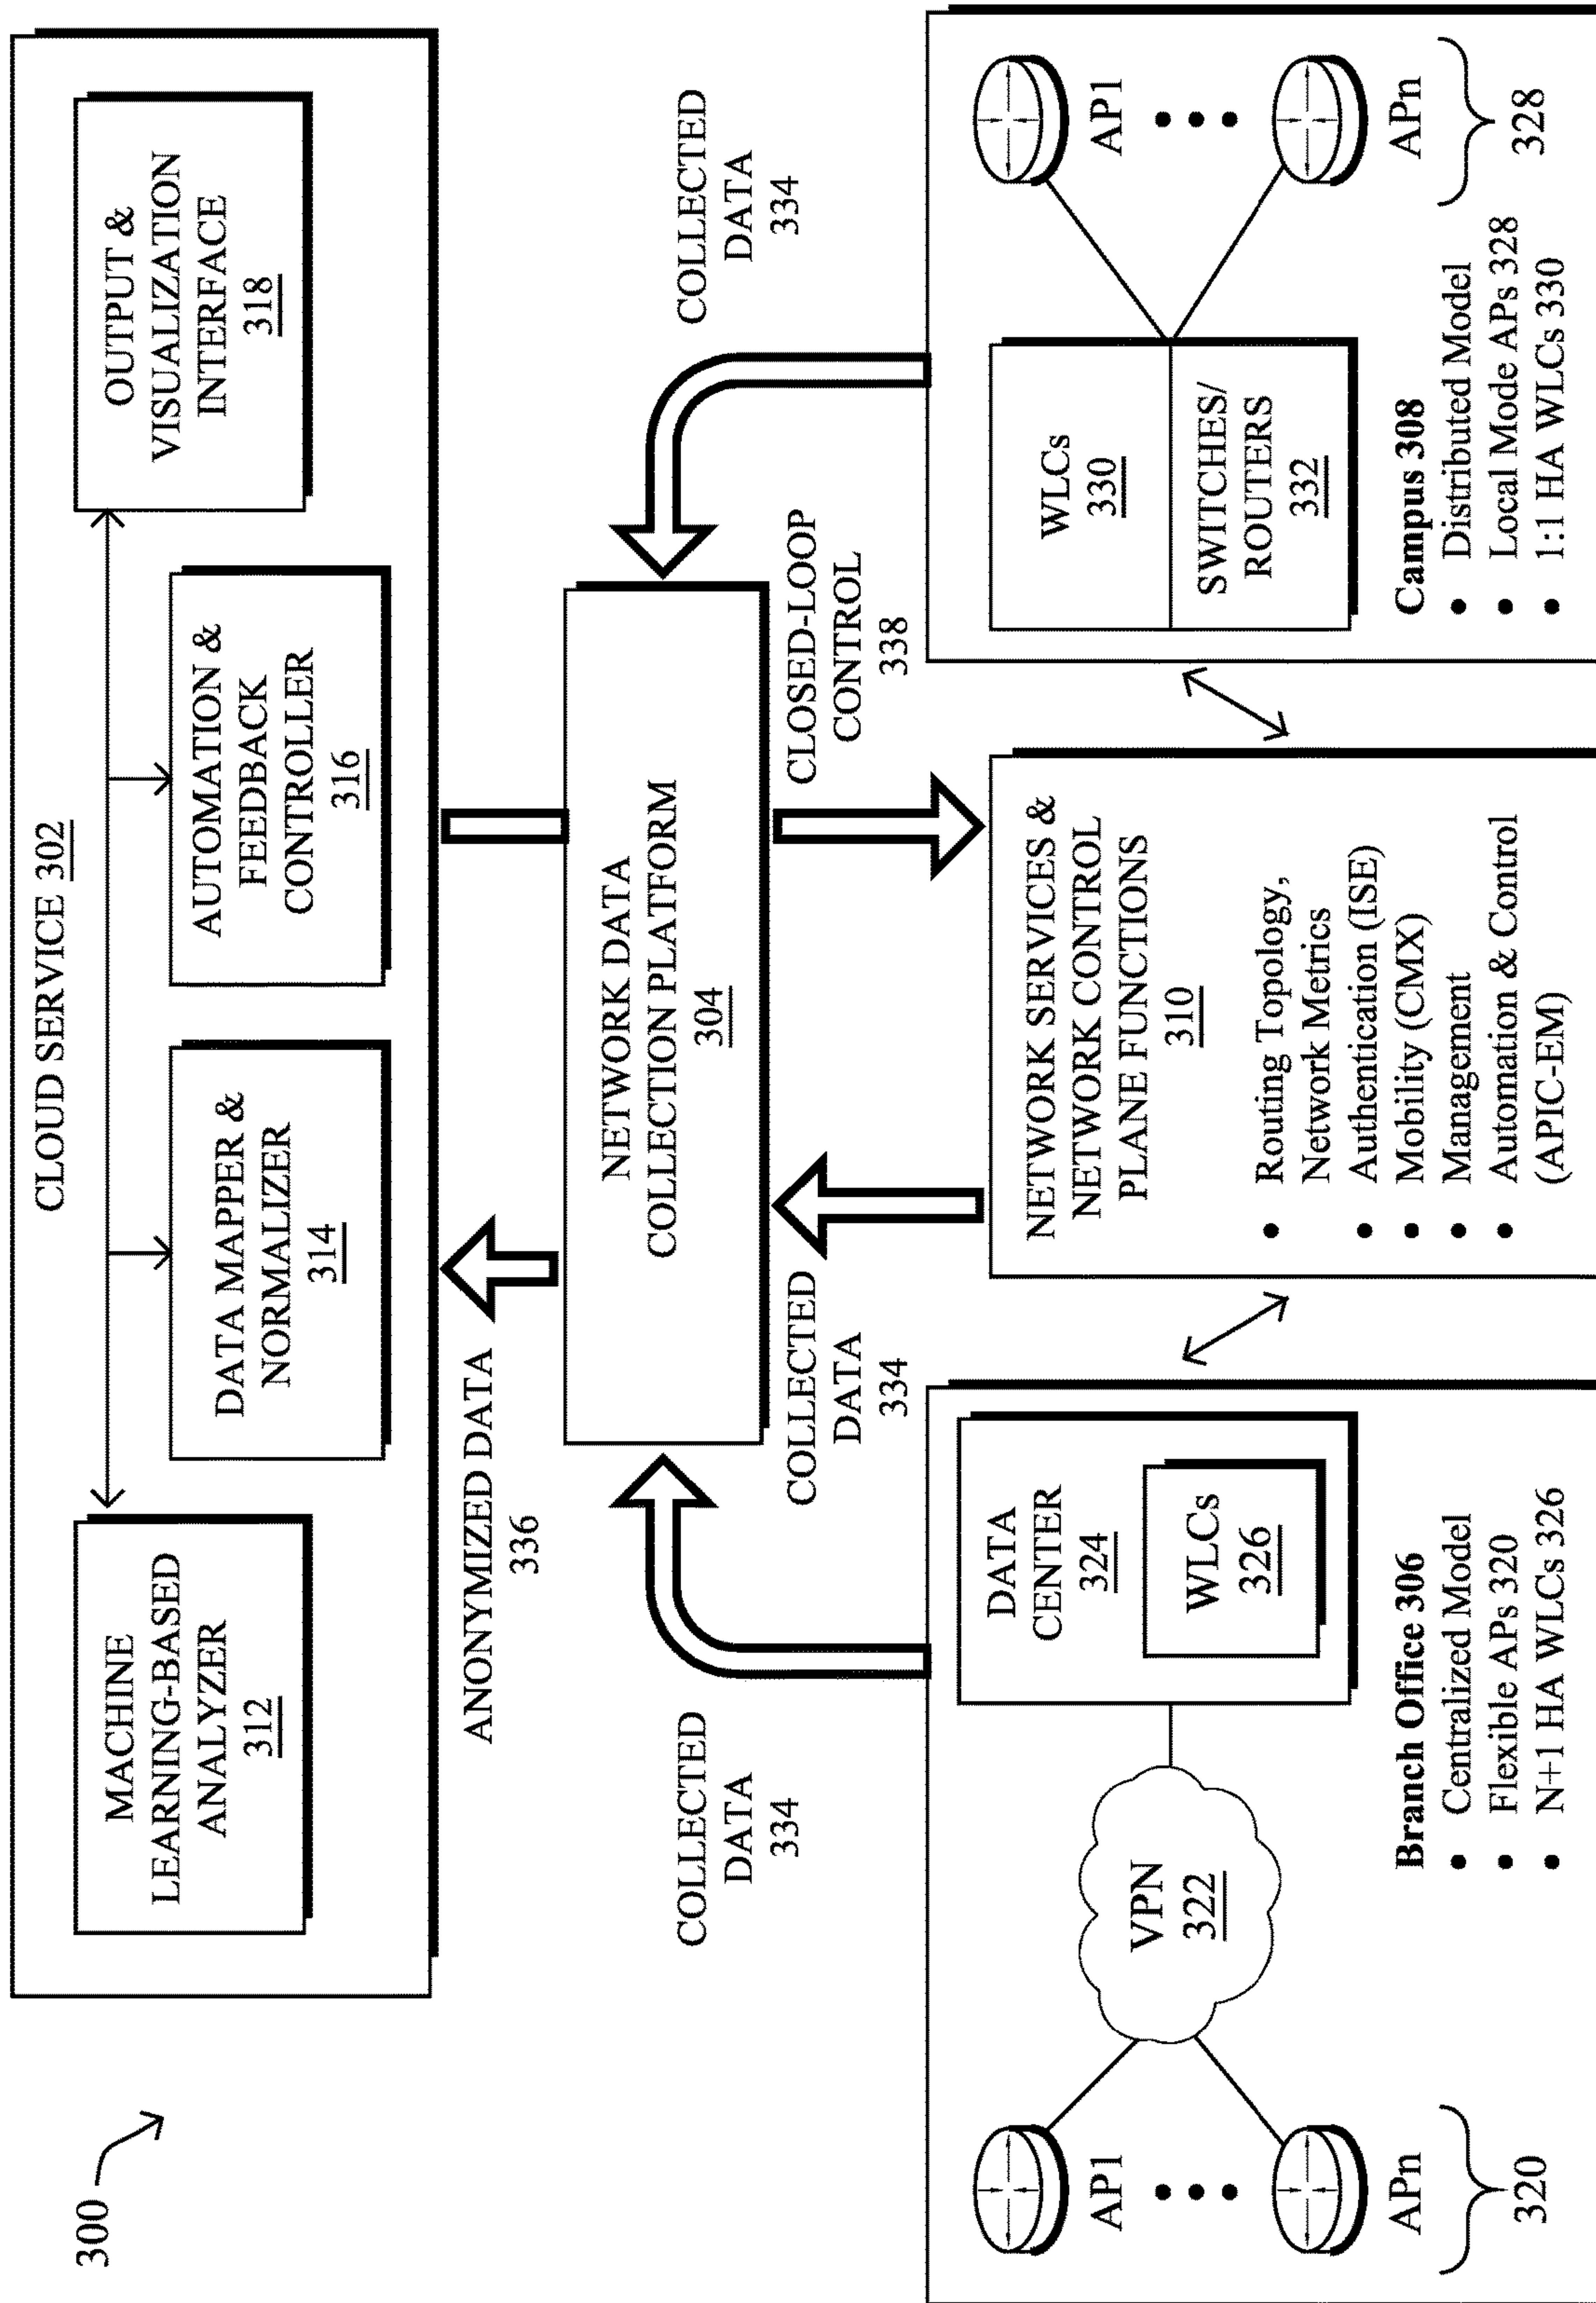 300
CLOUD SERVICE 302
MACHINE
LEARNING-BASED
ANALYZER
312
DATA MAPPER &
NORMALIZER
314
AUTOMATION &
FEEDBACK
CONTROLLER
316
OUTPUT &
VISUALIZATION
INTERFACE
318
ANONYMIZED DATA
336
COLLECTED
DATA
334
NETWORK DATA
COLLECTION PLATFORM
304
COLLECTED
DATA
334
COLLECTED
DATA
334
CLOSED-LOOP
CONTROL
338
AP1
APn
320
VPN
322
DATA
CENTER
324
WLCs
326
Branch Office 306
• Centralized Model
• Flexible APs 320
• N+1 HA WLCs 326
NETWORK SERVICES &
NETWORK CONTROL
PLANE FUNCTIONS
310
• Routing Topology,
Network Metrics
• Authentication (ISE)
• Mobility (CMX)
• Management
• Automation & Control
(APIC-EM)
WLCs
330
SWITCHES/
ROUTERS
332
AP1
APn
328
Campus 308
• Distributed Model
• Local Mode APs 328
• 1:1 HA WLCs 330